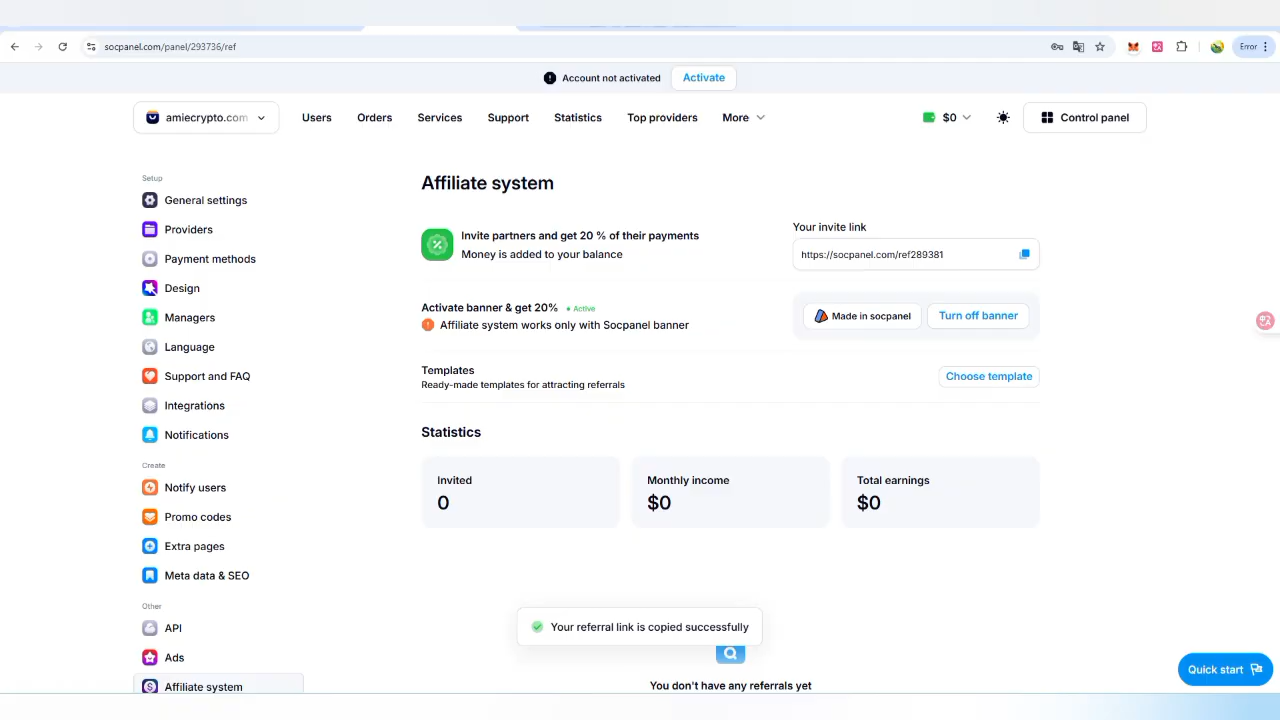 socpanel.com/panel/293736/ref
Error
Account not activated
Activate
amiecrypto.com
Users
Orders
Services
Support
Statistics
Top providers
More
$0
Control panel
Setup
General settings
Providers
Payment methods
Design
Managers
Language
Support and FAQ
Integrations
Notifications
Create
Notify users
Promo codes
Extra pages
Meta data & SEO
Other
API
Ads
Affiliate system
Affiliate system
Invite partners and get 20 % of their payments
Money is added to your balance
Your invite link
https://socpanel.com/ref289381
Activate banner & get 20%
Active
Affiliate system works only with Socpanel banner
Made in socpanel
Turn off banner
Templates
Ready-made templates for attracting referrals
Choose template
Statistics
Invited
0
Monthly income
$0
Total earnings
$0
Your referral link is copied successfully
You don't have any referrals yet
Quick start